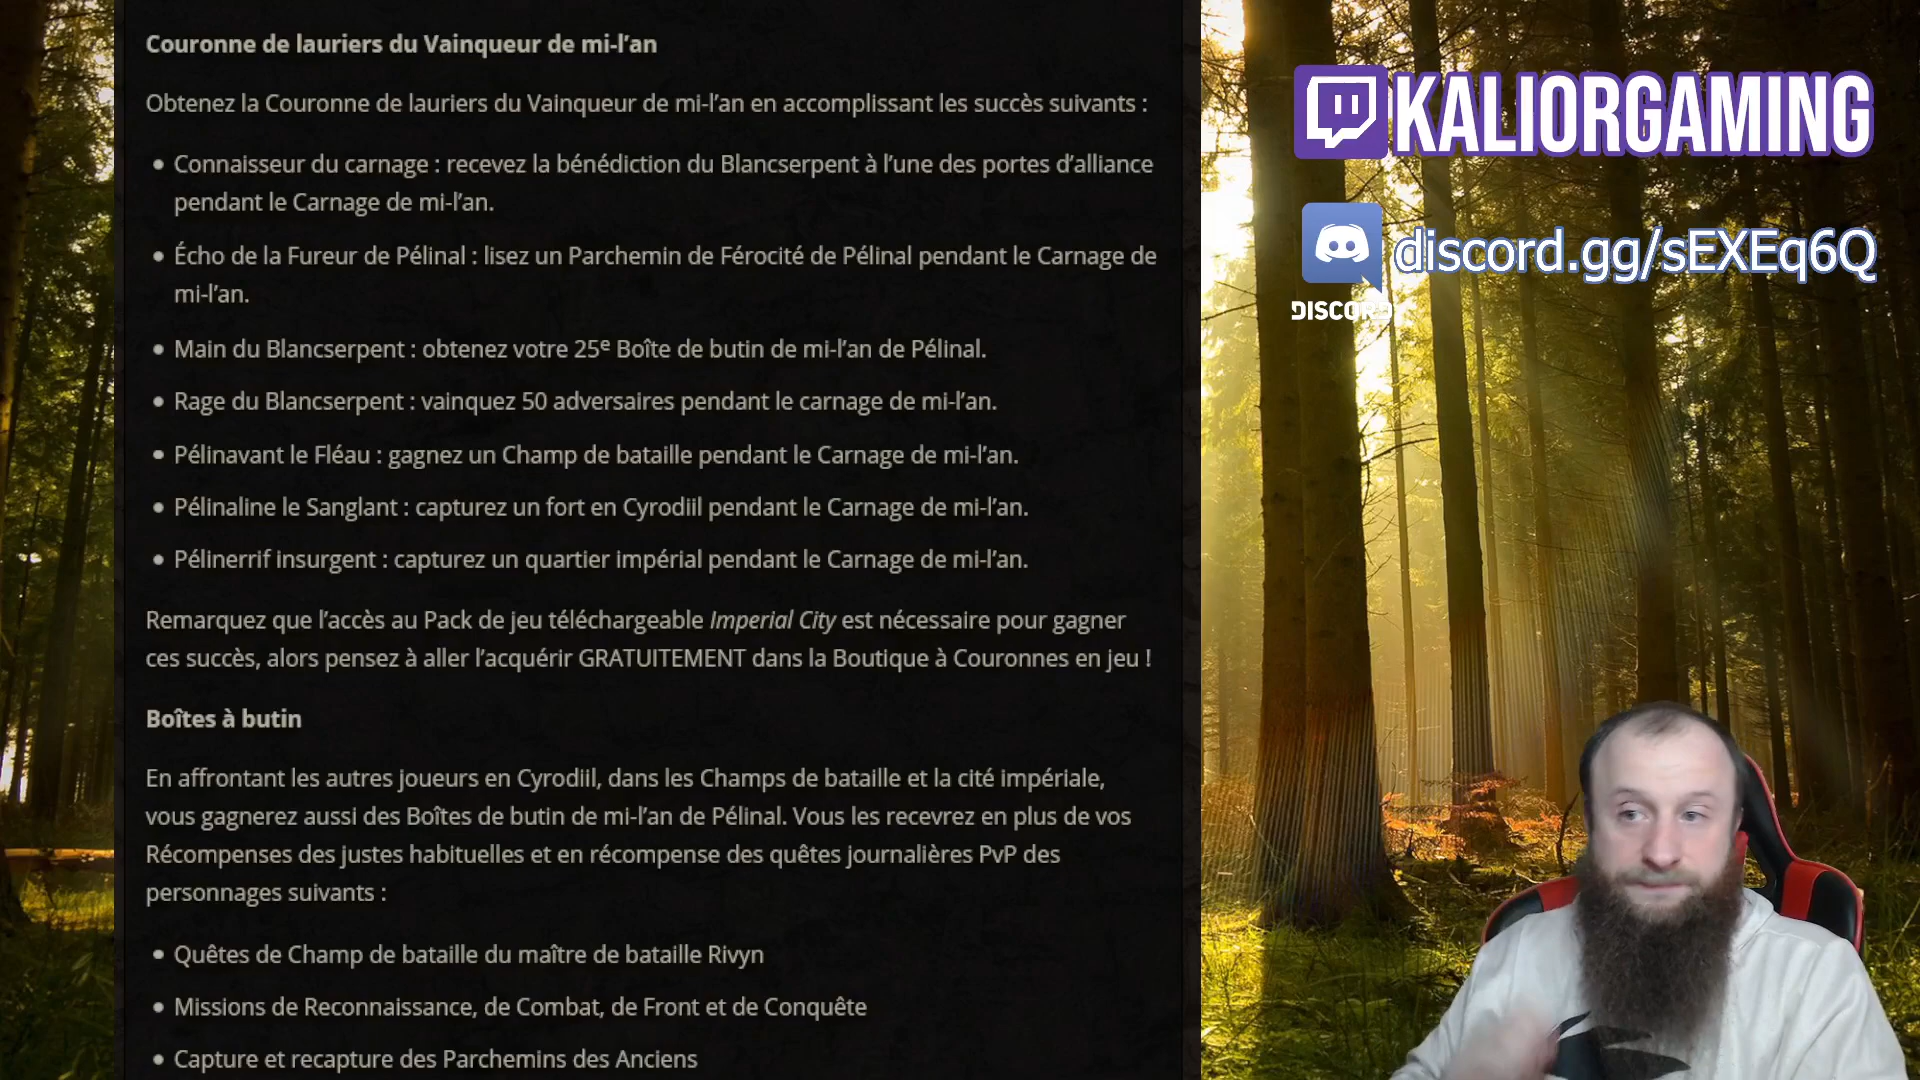 Couronne de lauriers du Vainqueur de mi-l’an
Obtenez la Couronne de lauriers du Vainqueur de mi-l’an en accomplissant les succès suivants :
• Connaisseur du carnage : recevez la bénédiction du Blancserpent à l’une des portes d’alliance
pendant le Carnage de mi-l’an.
• Écho de la Fureur de Pélinal : lisez un Parchemin de Férocité de Pélinal pendant le Carnage de
mi-l’an.
• Main du Blancserpent : obtenez votre 25e Boîte de butin de mi-l’an de Pélinal.
• Rage du Blancserpent : vainquez 50 adversaires pendant le carnage de mi-l’an.
• Pélinavant le Fléau : gagnez un Champ de bataille pendant le Carnage de mi-l’an.
• Pélinaline le Sanglant : capturez un fort en Cyrodiil pendant le Carnage de mi-l’an.
• Pélinerrif insurgent : capturez un quartier impérial pendant le Carnage de mi-l’an.
Remarquez que l’accès au Pack de jeu téléchargeable Imperial City est nécessaire pour gagner
ces succès, alors pensez à aller l’acquérir GRATUITEMENT dans la Boutique à Couronnes en jeu !
Boîtes à butin
En affrontant les autres joueurs en Cyrodiil, dans les Champs de bataille et la cité impériale,
vous gagnerez aussi des Boîtes de butin de mi-l’an de Pélinal. Vous les recevrez en plus de vos
Récompenses des justes habituelles et en récompense des quêtes journalières PvP des
personnages suivants :
• Quêtes de Champ de bataille du maître de bataille Rivyn
• Missions de Reconnaissance, de Combat, de Front et de Conquête
• Capture et recapture des Parchemins des Anciens
KALIORGAMING
discord.gg/sEXEq6Q
DISCORD